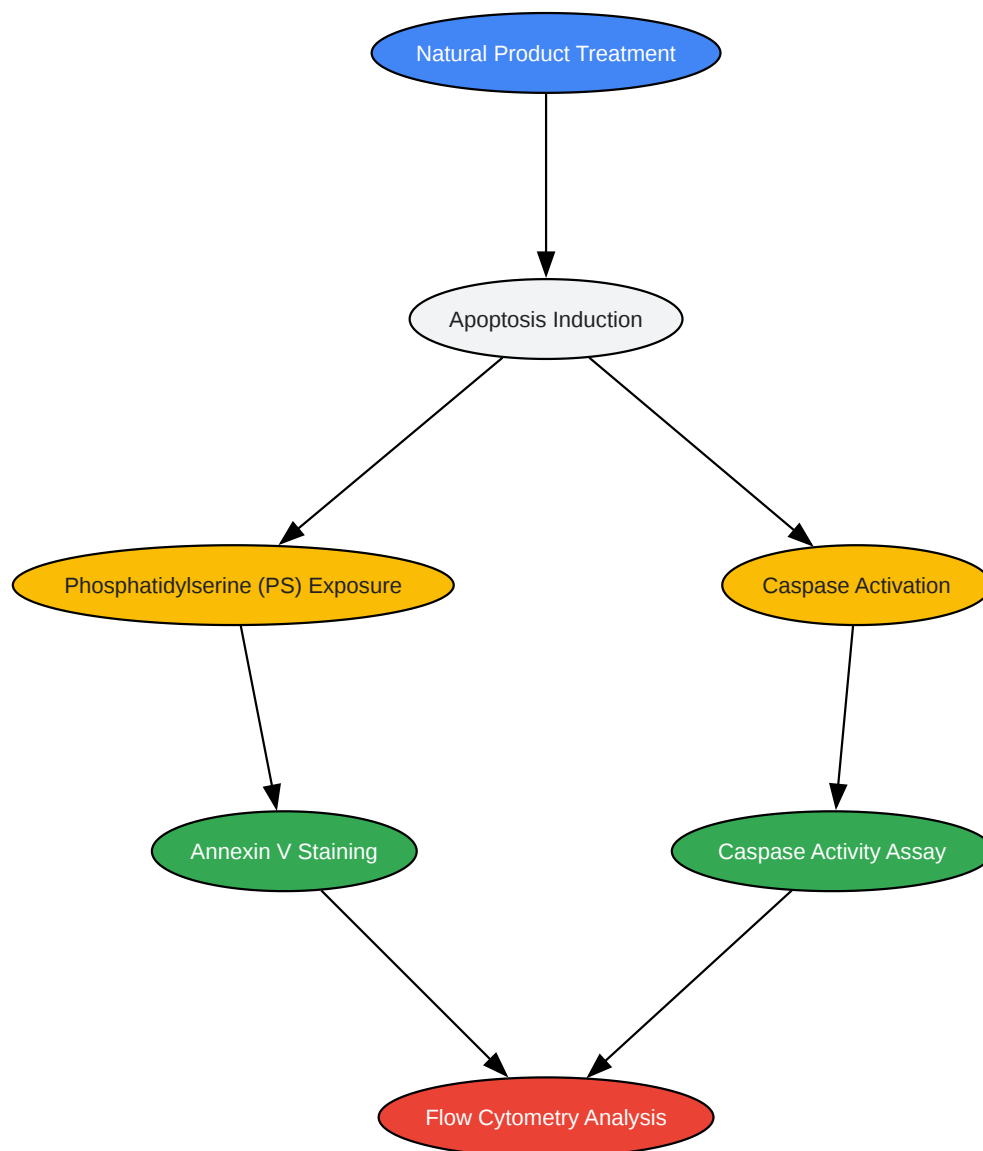 Natural Product Treatment
Apoptosis Induction
Phosphatidylserine (PS) Exposure
Caspase Activation
Annexin V Staining
Caspase Activity Assay
Flow Cytometry Analysis